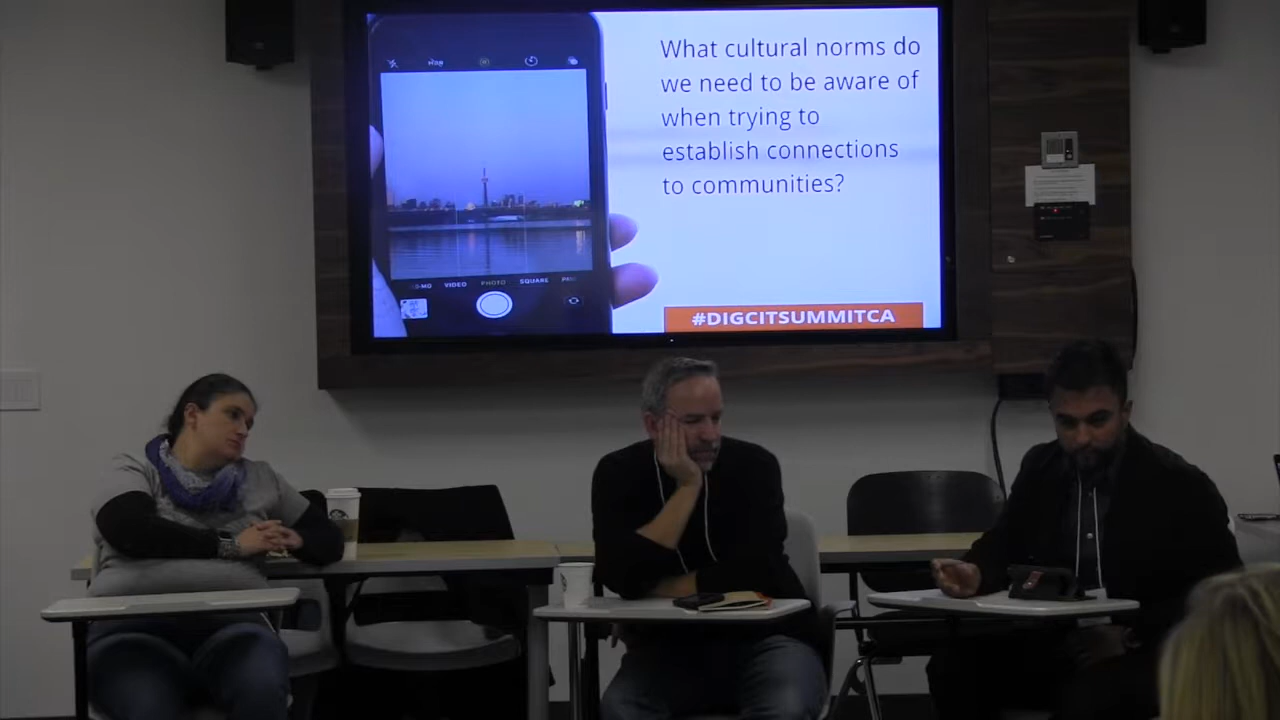 What cultural norms do
we need to be aware of
when trying to
establish connections
to communities?
VIDEO PHOTO SQUARE
#DIGCITSUMMITCA